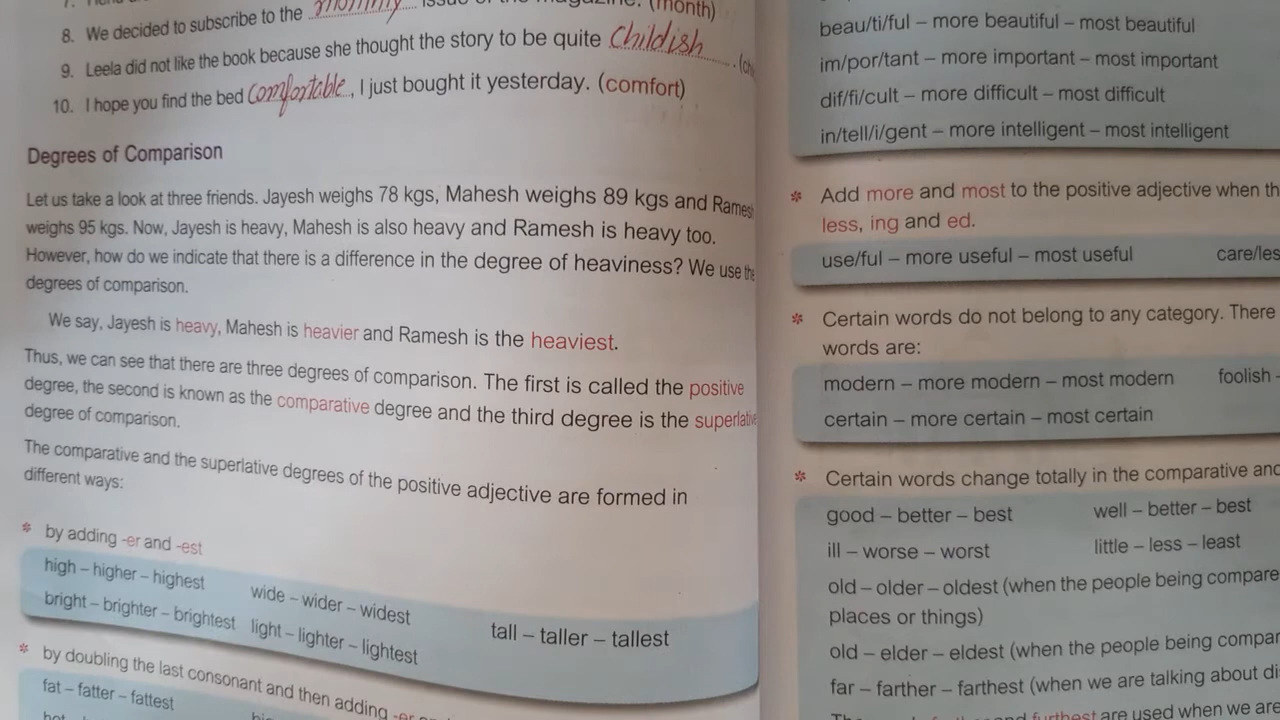 8. We decided to subscribe to the monthly issue of the magazine. (month)
9. Leela did not like the book because she thought the story to be quite Childish. (ch
10. I hope you find the bed comfortable, I just bought it yesterday. (comfort)
Degrees of Comparison
Let us take a look at three friends. Jayesh weighs 78 kgs, Mahesh weighs 89 kgs and Ramesh
weighs 95 kgs. Now, Jayesh is heavy, Mahesh is also heavy and Ramesh is heavy too.
However, how do we indicate that there is a difference in the degree of heaviness? We use the
degrees of comparison.
We say, Jayesh is heavy, Mahesh is heavier and Ramesh is the heaviest.
Thus, we can see that there are three degrees of comparison. The first is called the positive
degree, the second is known as the comparative degree and the third degree is the superlative
degree of comparison.
The comparative and the superlative degrees of the positive adjective are formed in
different ways:
* by adding -er and -est
high – higher – highest wide – wider – widest tall – taller – tallest
bright – brighter – brightest light – lighter – lightest
* by doubling the last consonant and then adding -er
fat – fatter – fattest
beau/ti/ful – more beautiful – most beautiful
im/por/tant – more important – most important
dif/fi/cult – more difficult – most difficult
in/tell/i/gent – more intelligent – most intelligent
* Add more and most to the positive adjective when th
less, ing and ed.
use/ful – more useful – most useful care/les
* Certain words do not belong to any category. There
words are:
modern – more modern – most modern foolish –
certain – more certain – most certain
* Certain words change totally in the comparative and
good – better – best well – better – best
ill – worse – worst little – less – least
old – older – oldest (when the people being compare
places or things)
old – elder – eldest (when the people being compar
far – farther – farthest (when we are talking about di
furthest are used when we are